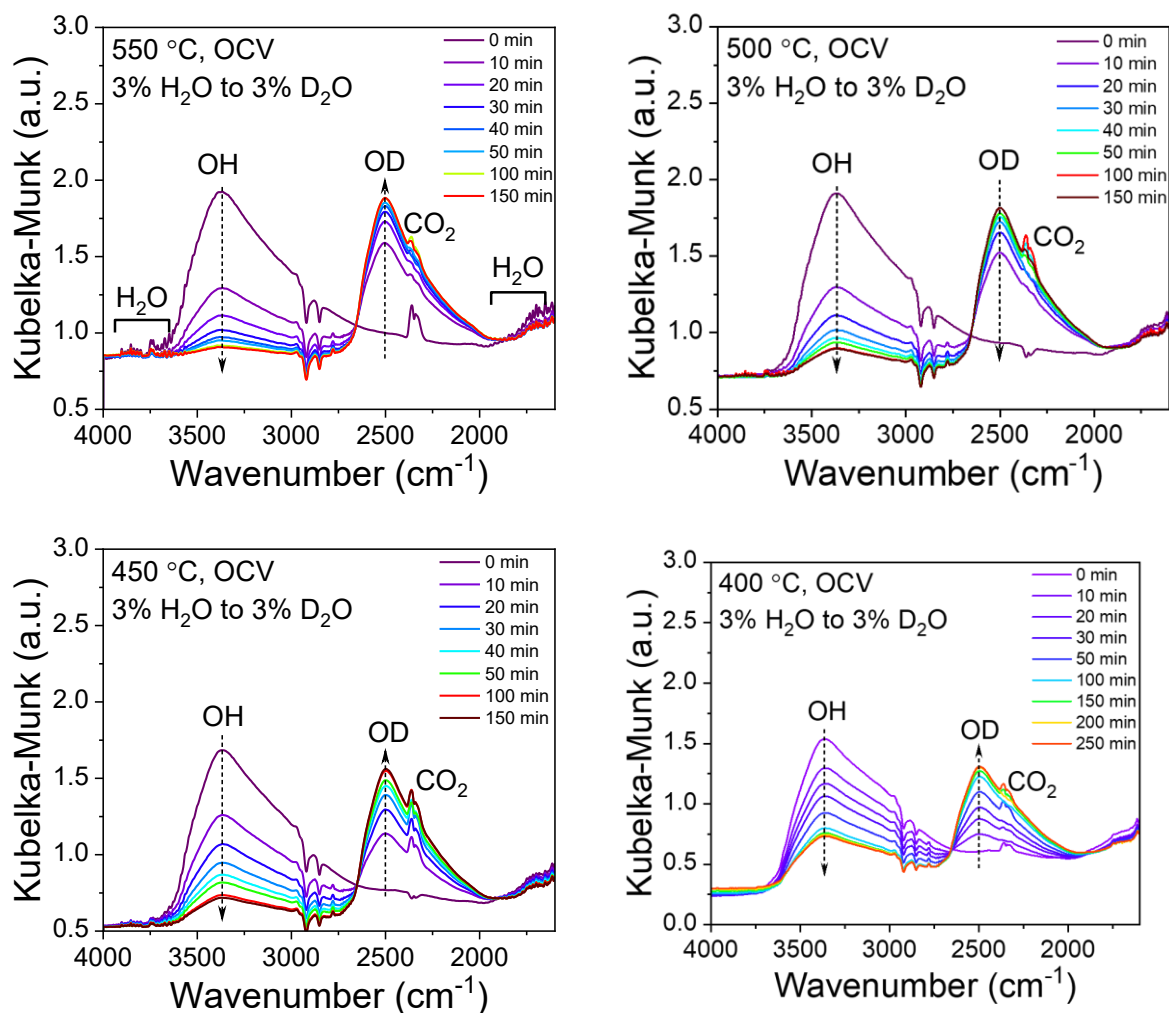 550 °C, OCV
3% H2O to 3% D2O
0 min
10 min
20 min
30 min
40 min
50 min
100 min
150 min
OH
OD
CO2
H2O
H2O
3.0
2.5
2.0
1.5
1.0
0.5
4000 3500 3000 2500 2000
Kubelka-Munk (a.u.)
Wavenumber (cm-1)
500 °C, OCV
3% H2O to 3% D2O
0 min
10 min
20 min
30 min
40 min
50 min
100 min
150 min
OH
OD
CO2
3.0
2.5
2.0
1.5
1.0
0.5
4000 3500 3000 2500 2000
Kubelka-Munk (a.u.)
Wavenumber (cm-1)
450 °C, OCV
3% H2O to 3% D2O
0 min
10 min
20 min
30 min
40 min
50 min
100 min
150 min
OH
OD
CO2
3.0
2.5
2.0
1.5
1.0
0.5
4000 3500 3000 2500 2000
Kubelka-Munk (a.u.)
Wavenumber (cm-1)
400 °C, OCV
3% H2O to 3% D2O
0 min
10 min
20 min
30 min
50 min
100 min
150 min
200 min
250 min
OH
OD
CO2
3.0
2.5
2.0
1.5
1.0
0.5
0.0
4000 3500 3000 2500 2000
Kubelka-Munk (a.u.)
Wavenumber (cm-1)